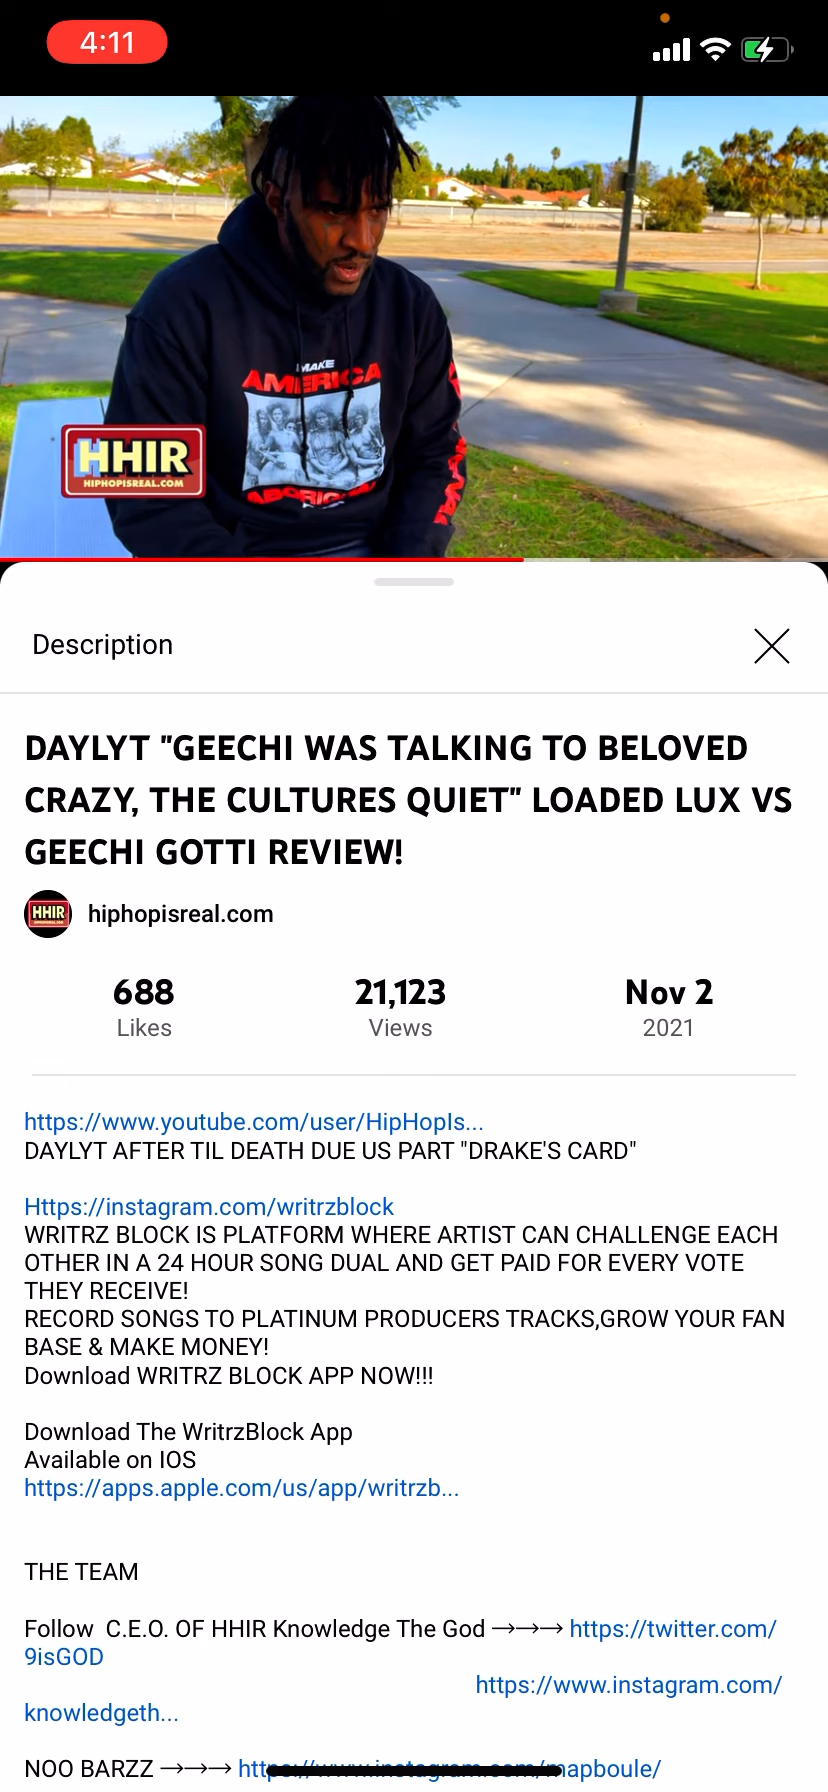 4:11
MAKE
AMERICA
HHIR
HIPHOPISREAL.COM
Description
DAYLYT "GEECHI WAS TALKING TO BELOVED
CRAZY, THE CULTURES QUIET" LOADED LUX VS
GEECHI GOTTI REVIEW!
HHIR
hiphopisreal.com
688 21,123 Nov 2
Likes Views 2021
https://www.youtube.com/user/HipHopIs...
DAYLYT AFTER TIL DEATH DUE US PART "DRAKE'S CARD"
Https://instagram.com/writrzblock
WRITRZ BLOCK IS PLATFORM WHERE ARTIST CAN CHALLENGE EACH
OTHER IN A 24 HOUR SONG DUAL AND GET PAID FOR EVERY VOTE
THEY RECEIVE!
RECORD SONGS TO PLATINUM PRODUCERS TRACKS,GROW YOUR FAN
BASE & MAKE MONEY!
Download WRITRZ BLOCK APP NOW!!!
Download The WritrzBlock App
Available on IOS
https://apps.apple.com/us/app/writrzb...
THE TEAM
Follow  C.E.O. OF HHIR Knowledge The God →→→ https://twitter.com/
9isGOD
https://www.instagram.com/
knowledgeth...
NOO BARZZ →→→ https://www.instagram.com/mapboule/